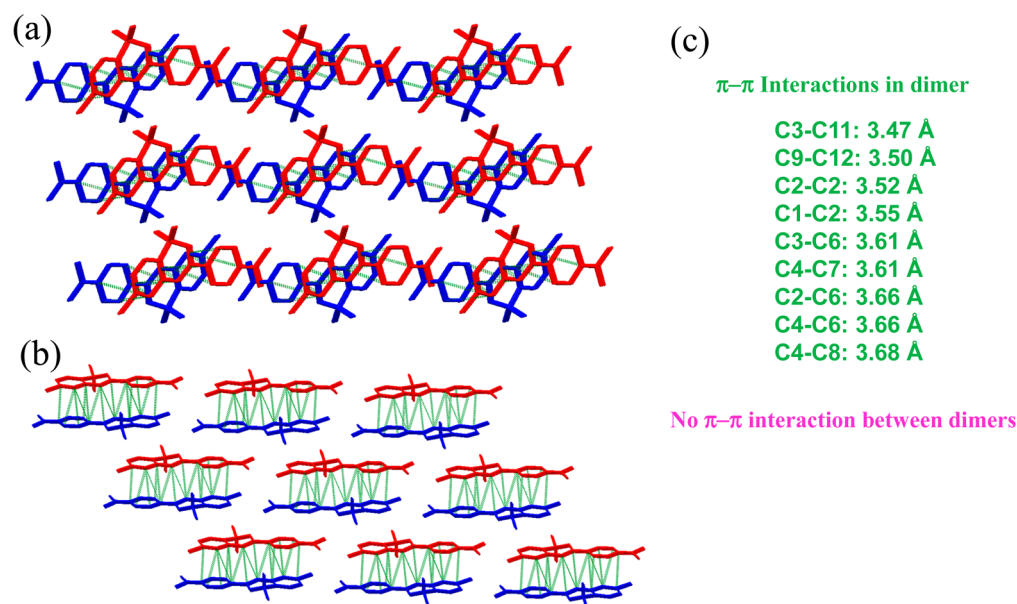 (a)
(b)
(c)
π–π Interactions in dimer
C3-C11: 3.47 Å
C9-C12: 3.50 Å
C2-C2: 3.52 Å
C1-C2: 3.55 Å
C3-C6: 3.61 Å
C4-C7: 3.61 Å
C2-C6: 3.66 Å
C4-C6: 3.66 Å
C4-C8: 3.68 Å
No π–π interaction between dimers